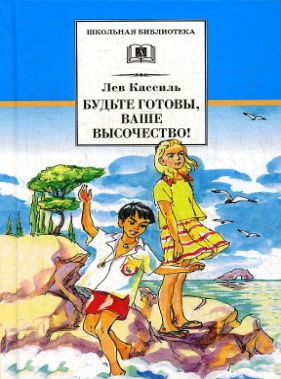 ШКОЛЬНАЯ БИБЛИОТЕКА
Лев Кассиль
Будьте готовы,
Ваше
высочество!